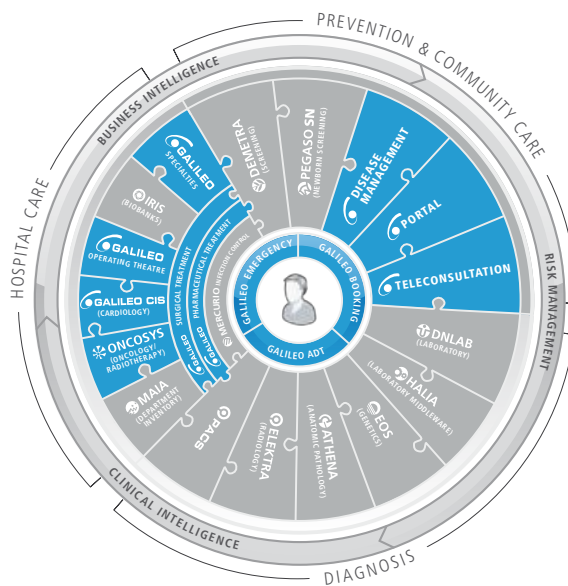 PREVENTION & COMMUNITY CARE
HOSPITAL CARE
DIAGNOSIS
BUSINESS INTELLIGENCE
RISK MANAGEMENT
CLINICAL INTELLIGENCE
DEMETRA
(SCREENING)
PEGASO SN
(NEWBORN SCREENING)
DISEASE
MANAGEMENT
PORTAL
TELECONSULTATION
DNLAB
(LABORATORY)
HALIA
(LABORATORY MIDDLEWARE)
EOS
(GENETICS)
ATHENA
(ANATOMIC PATHOLOGY)
ELEKTRA
(RADIOLOGY)
PACS
MAIA
(DEPARTMENT
INVENTORY)
ONCOSYS
(ONCOLOGY/
RADIOTHERAPY)
GALILEO CIS
(CARDIOLOGY)
GALILEO
OPERATING THEATRE
IRIS
(BIOBANKS)
GALILEO
SPECIALTIES
GALILEO SURGICAL TREATMENT
GALILEO PHARMACEUTICAL TREATMENT
MERCURIO INFECTION CONTROL
GALILEO EMERGENCY
GALILEO BOOKING
GALILEO ADT